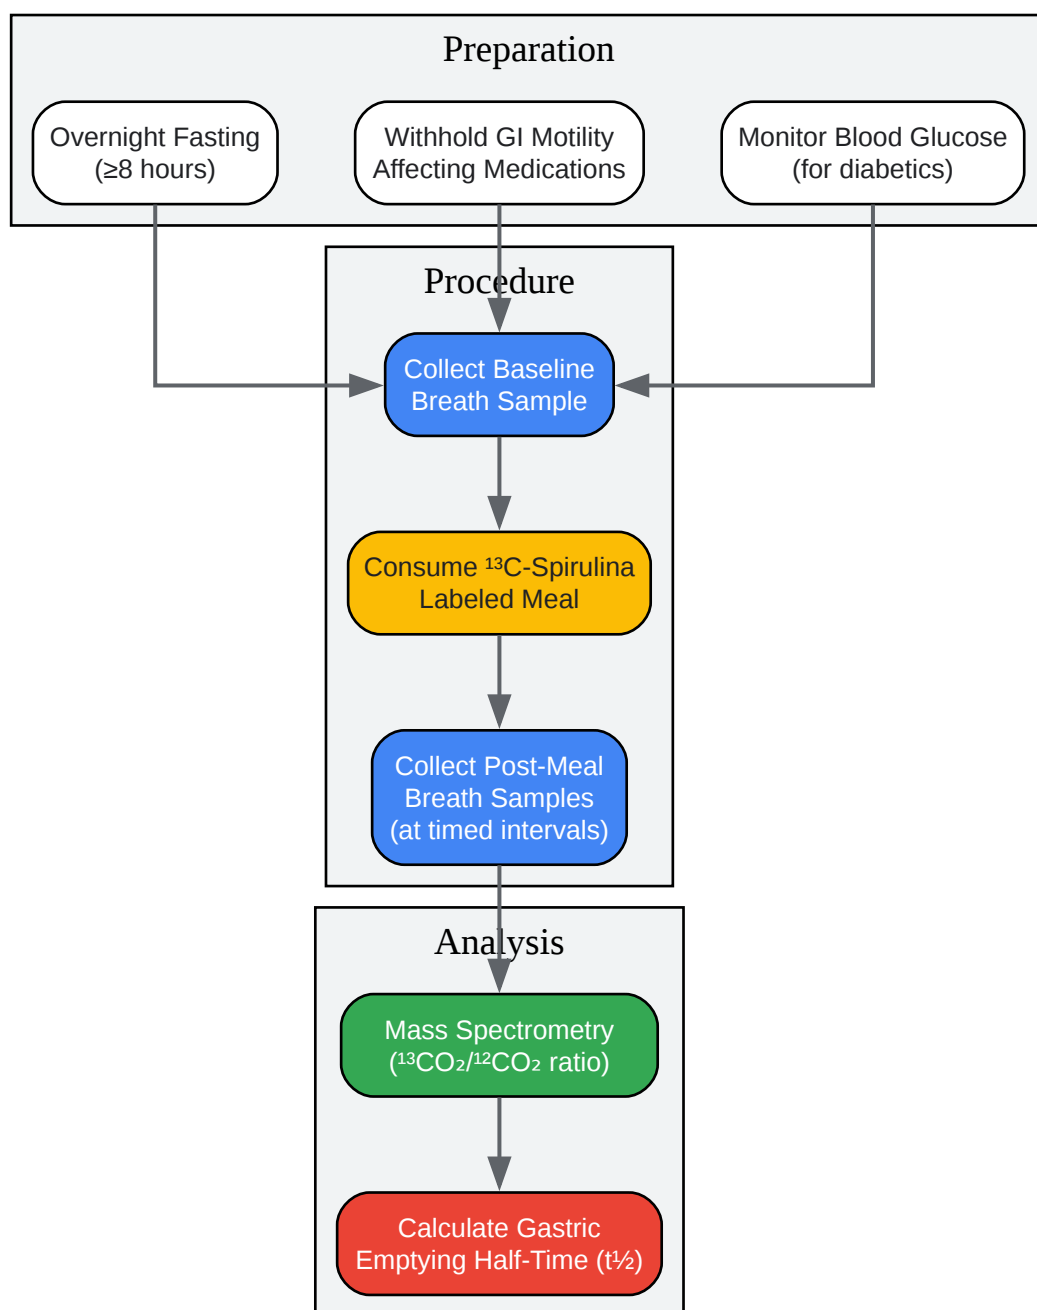 Preparation
Overnight Fasting
(≥8 hours)
Withhold GI Motility
Affecting Medications
Monitor Blood Glucose
(for diabetics)
Procedure
Collect Baseline
Breath Sample
Consume ¹³C-Spirulina
Labeled Meal
Collect Post-Meal
Breath Samples
(at timed intervals)
Analysis
Mass Spectrometry
(¹³CO₂/¹²CO₂ ratio)
Calculate Gastric
Emptying Half-Time (t½)